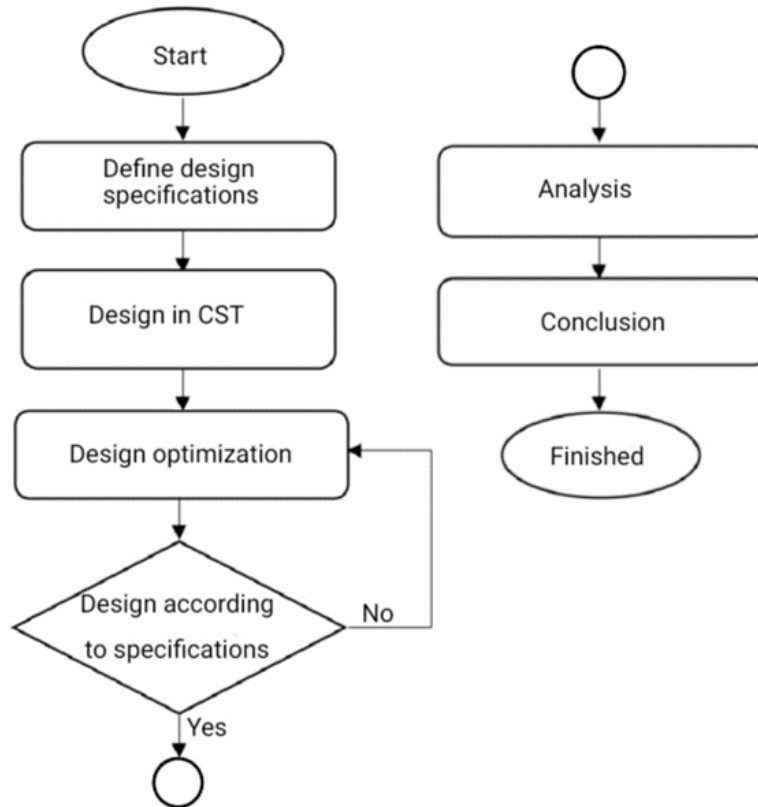 Start
Define design
specifications
Design in CST
Design optimization
Design according
to specifications
No
Yes
Analysis
Conclusion
Finished